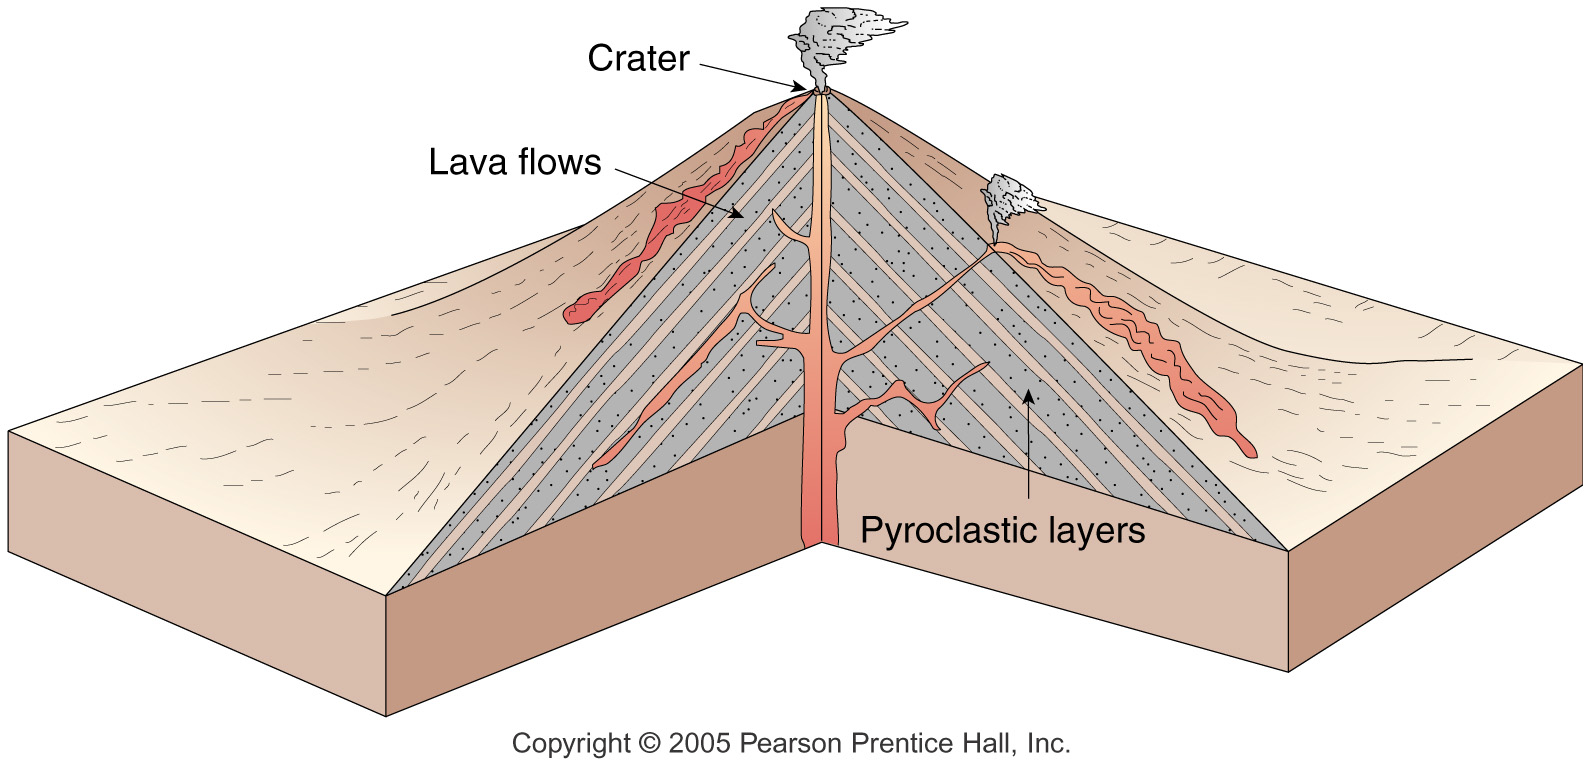 Crater
Lava flows
Pyroclastic layers
Copyright © 2005 Pearson Prentice Hall, Inc.